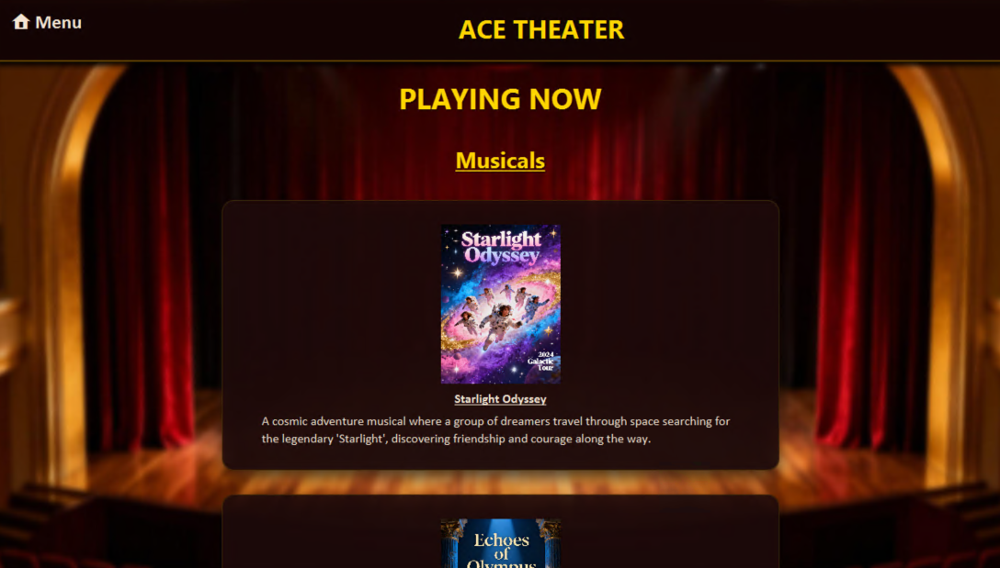 Menu
ACE THEATER
PLAYING NOW
Musicals
Starlight
Odyssey
2024
Galactic
Tour
Starlight Odyssey
A cosmic adventure musical where a group of dreamers travel through space searching for
the legendary 'Starlight', discovering friendship and courage along the way.
Echoes
of
Olympus